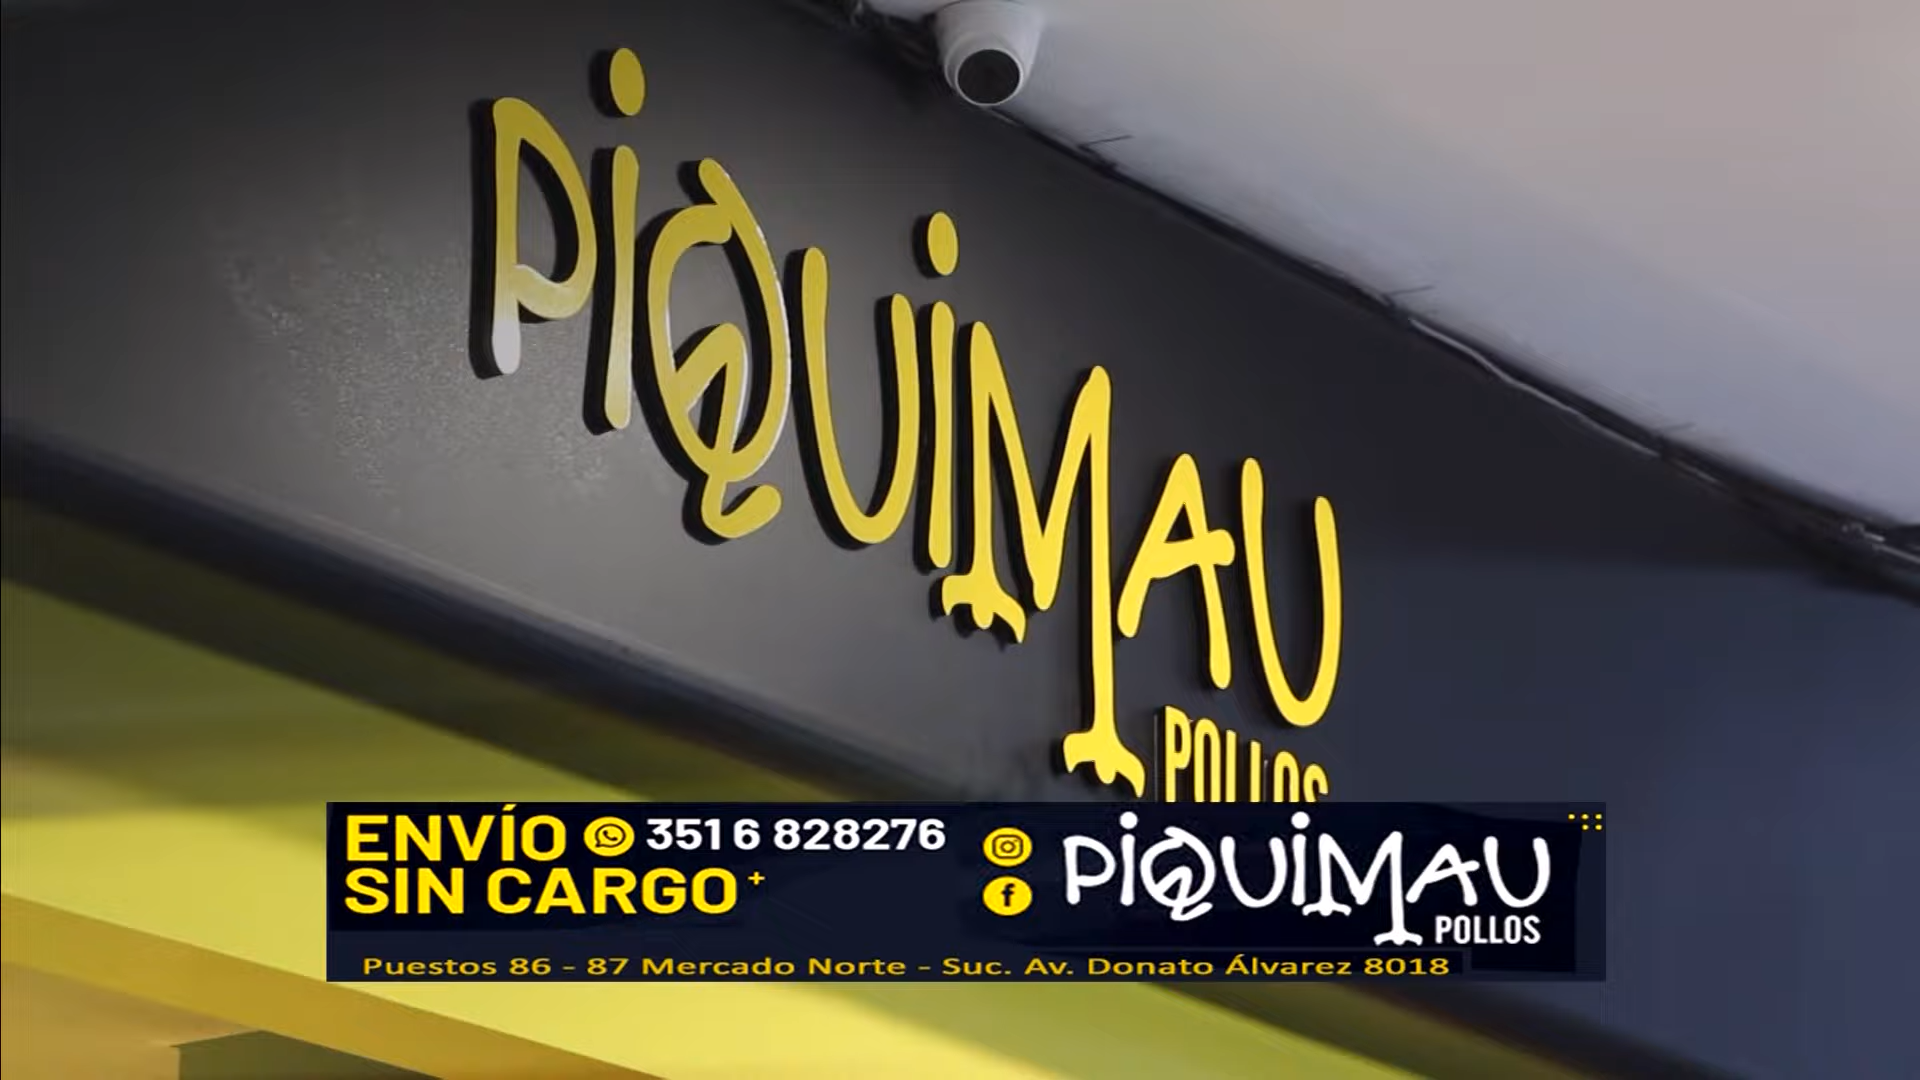 PiQUiMAU
POLLOS
ENVÍO 351 6 828276
SIN CARGO+
PiQUiMAU
POLLOS
Puestos 86 - 87 Mercado Norte - Suc. Av. Donato Álvarez 8018